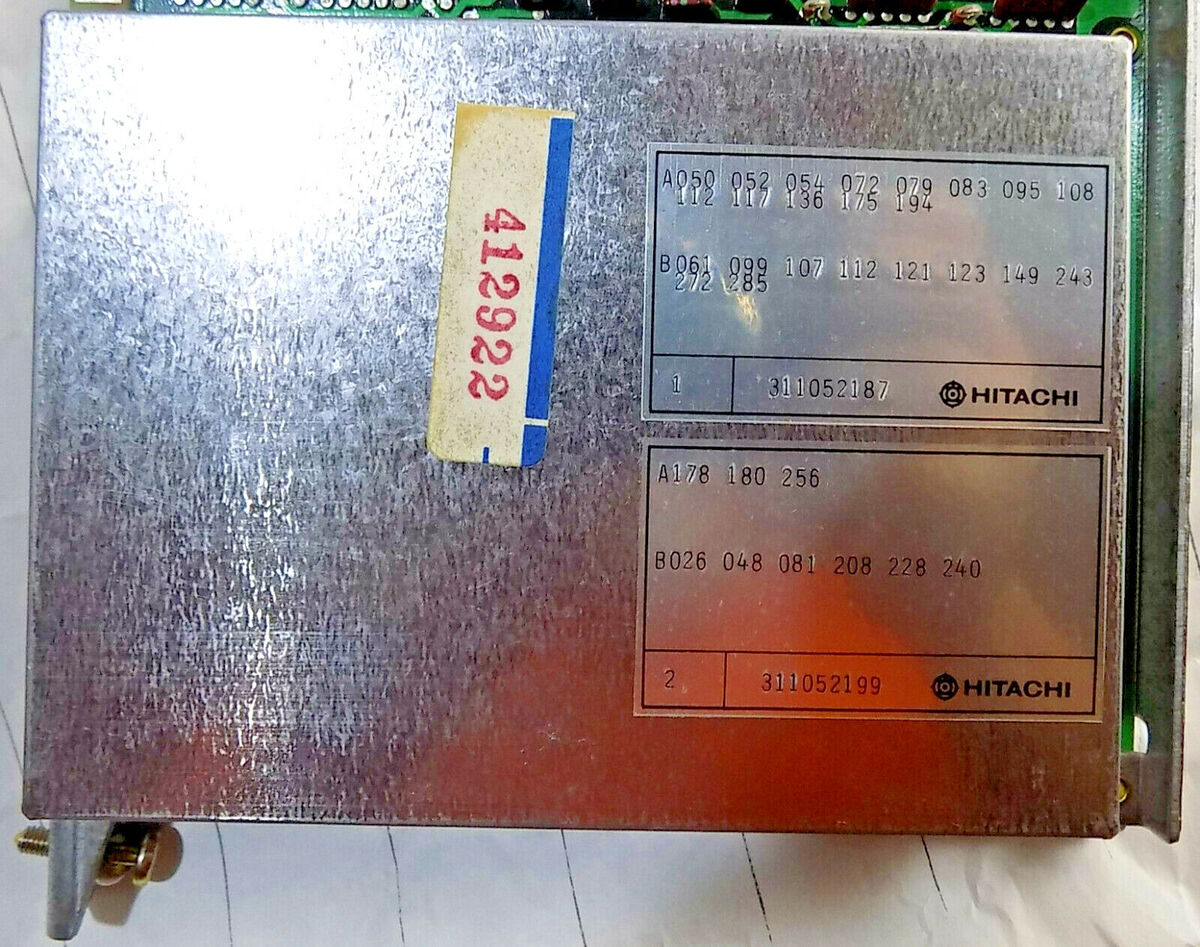 412922
A050 052 054 072 079 083 095 108
112 117 136 175 194
B061 099 107 112 121 123 149 243
272 285
1 311052187 HITACHI
A178 180 256
B026 048 081 208 228 240
2 311052199 HITACHI